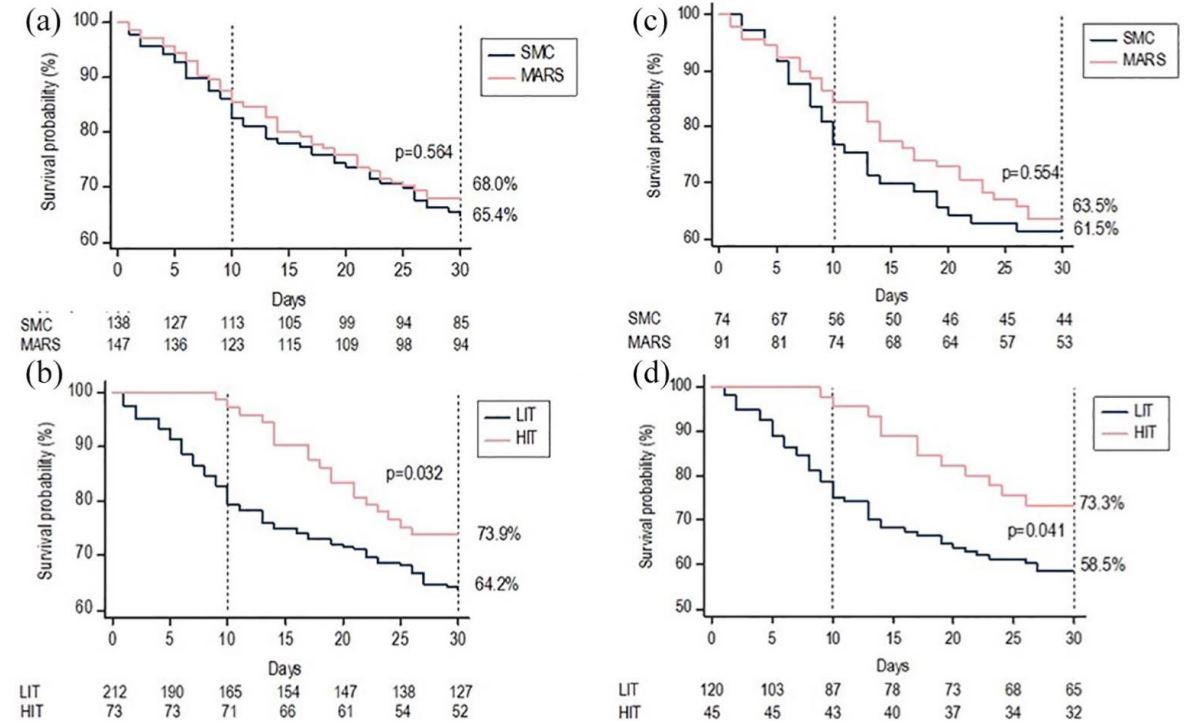 (a)
100
90
80
70
60
Survival probability (%)
SMC
MARS
p=0.564
68.0%
65.4%
0 5 10 15 20 25 30
Days
SMC 138 127 113 105 99 94 85
MARS 147 136 123 115 109 98 94
(c)
100
90
80
70
60
Survival probability (%)
SMC
MARS
p=0.554
63.5%
61.5%
0 5 10 15 20 25 30
Days
SMC 74 67 56 50 46 45 44
MARS 91 81 74 68 64 57 53
(b)
100
90
80
70
60
Survival probability (%)
LIT
HIT
p=0.032
73.9%
64.2%
0 5 10 15 20 25 30
Days
LIT 212 190 165 154 147 138 127
HIT 73 73 71 66 61 54 52
(d)
100
90
80
70
60
50
Survival probability (%)
LIT
HIT
73.3%
p=0.041
58.5%
0 5 10 15 20 25 30
Days
LIT 120 103 87 78 73 68 65
HIT 45 45 43 40 37 34 32